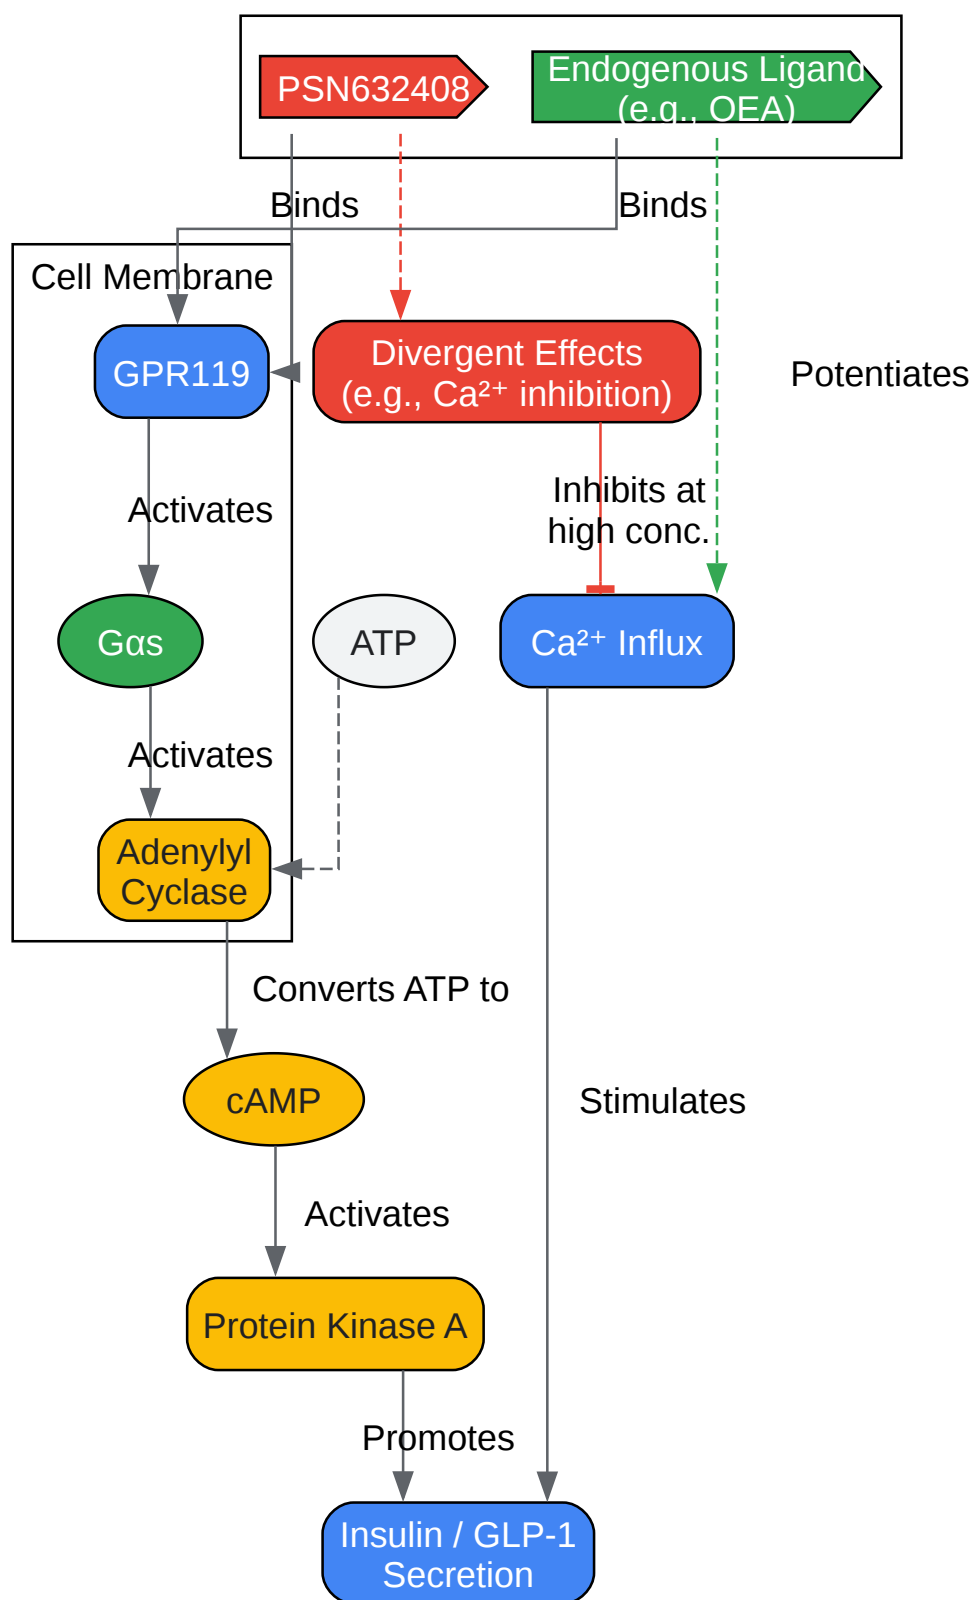 PSN632408
Endogenous Ligand
(e.g., OEA)
Binds
Binds
Cell Membrane
GPR119
Divergent Effects
(e.g., Ca²⁺ inhibition)
Potentiates
Activates
Inhibits at
high conc.
Gαs
ATP
Ca²⁺ Influx
Activates
Adenylyl
Cyclase
Converts ATP to
cAMP
Stimulates
Activates
Protein Kinase A
Promotes
Insulin / GLP-1
Secretion